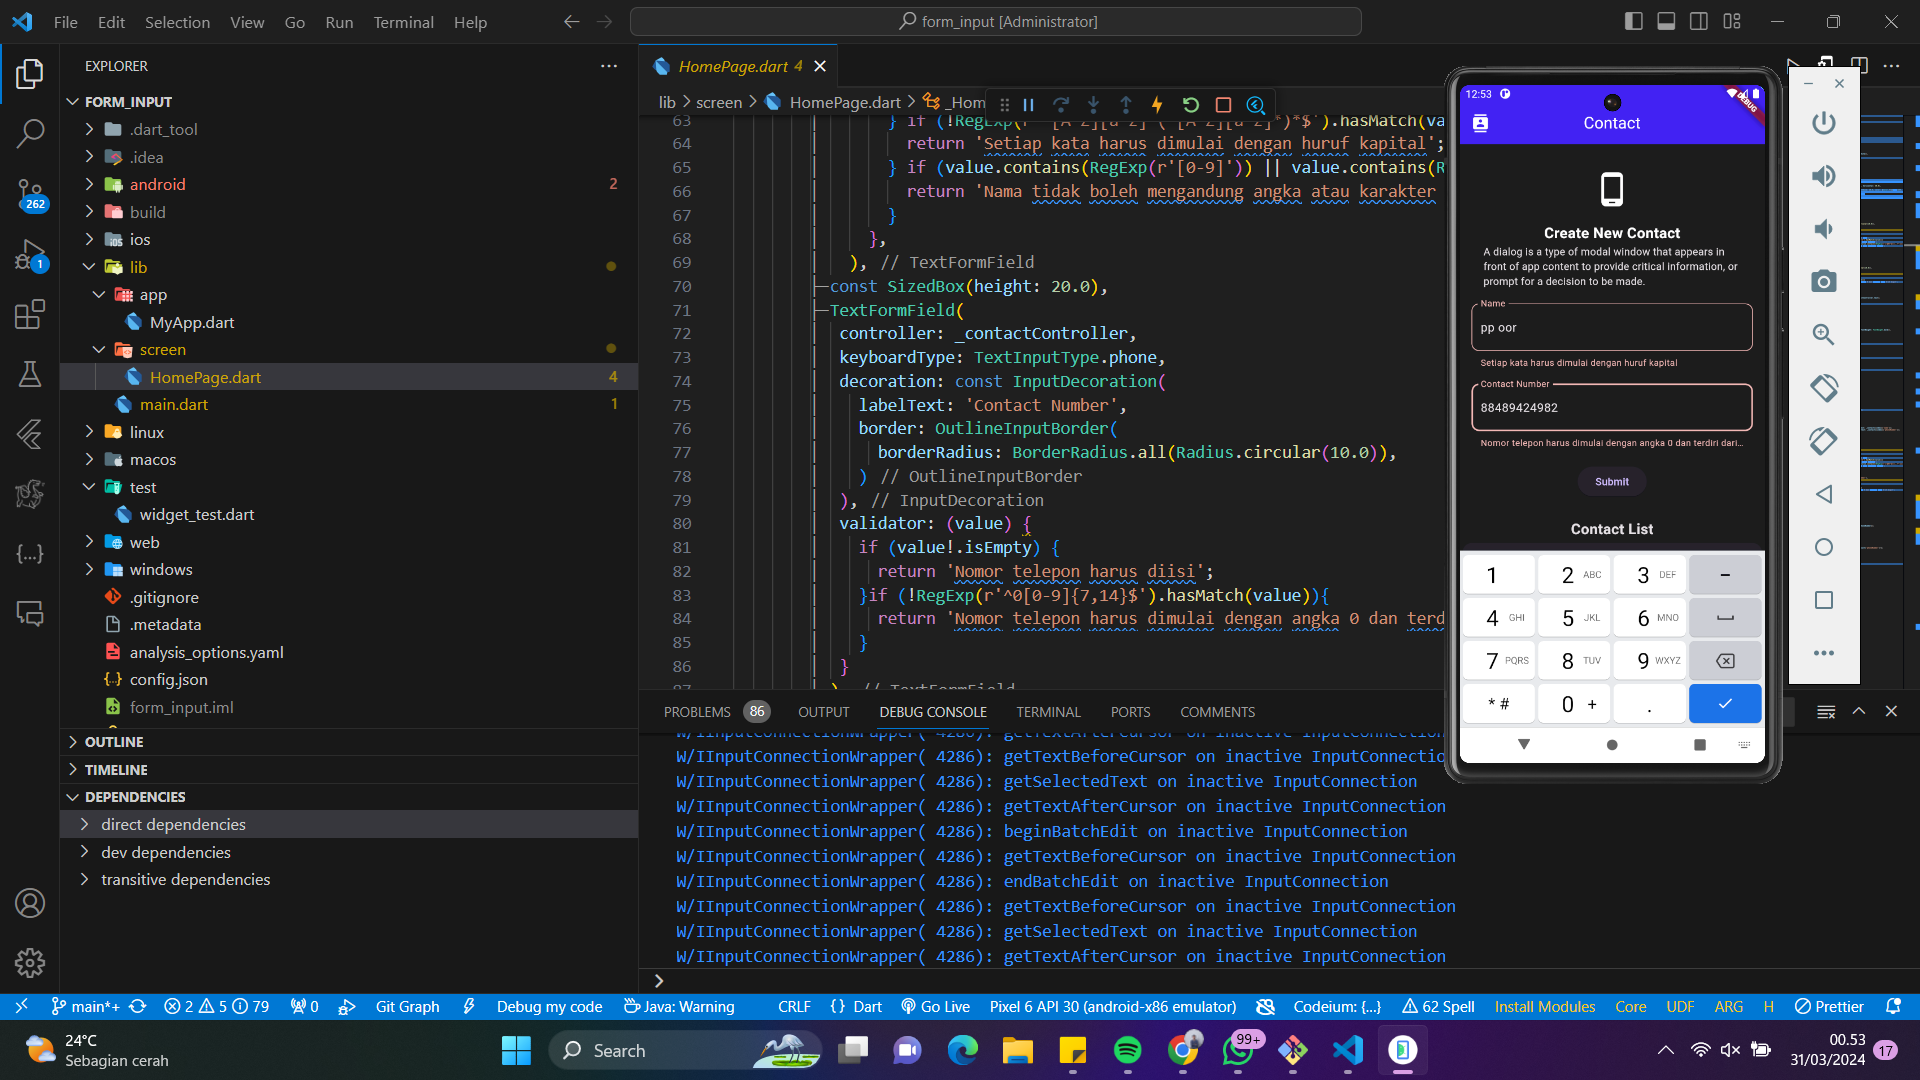 File Edit Selection View Go Run Terminal Help
form_input [Administrator]
EXPLORER
FORM_INPUT
.dart_tool
.idea
android 2
build
ios
lib
app
MyApp.dart
screen
HomePage.dart 4
main.dart 1
linux
macos
test
widget_test.dart
web
windows
.gitignore
.metadata
analysis_options.yaml
config.json
form_input.iml
OUTLINE
TIMELINE
DEPENDENCIES
direct dependencies
dev dependencies
transitive dependencies
262
1
HomePage.dart 4
lib > screen > HomePage.dart > _Hom
63
64 return 'Setiap kata harus dimulai dengan huruf kapital';
65 } if (value.contains(RegExp(r'[0-9]')) || value.contains(R
66 return 'Nama tidak boleh mengandung angka atau karakter
67 }
68 },
69 ), // TextFormField
70 const SizedBox(height: 20.0),
71 TextFormField(
72 controller: _contactController,
73 keyboardType: TextInputType.phone,
74 decoration: const InputDecoration(
75 labelText: 'Contact Number',
76 border: OutlineInputBorder(
77 borderRadius: BorderRadius.all(Radius.circular(10.0)),
78 ) // OutlineInputBorder
79 ), // InputDecoration
80 validator: (value) {
81 if (value!.isEmpty) {
82 return 'Nomor telepon harus diisi';
83 }if (!RegExp(r'^0[0-9]{7,14}$').hasMatch(value)){
84 return 'Nomor telepon harus dimulai dengan angka 0 dan terd
85 }
86 }
87 ), // TextFormField
PROBLEMS 86 OUTPUT DEBUG CONSOLE TERMINAL PORTS COMMENTS
W/IInputConnectionWrapper( 4286): getTextAfterCursor on inactive InputConnection
W/IInputConnectionWrapper( 4286): getTextBeforeCursor on inactive InputConnectio
W/IInputConnectionWrapper( 4286): getSelectedText on inactive InputConnection
W/IInputConnectionWrapper( 4286): getTextAfterCursor on inactive InputConnection
W/IInputConnectionWrapper( 4286): beginBatchEdit on inactive InputConnection
W/IInputConnectionWrapper( 4286): getTextBeforeCursor on inactive InputConnection
W/IInputConnectionWrapper( 4286): endBatchEdit on inactive InputConnection
W/IInputConnectionWrapper( 4286): getTextBeforeCursor on inactive InputConnection
W/IInputConnectionWrapper( 4286): getSelectedText on inactive InputConnection
W/IInputConnectionWrapper( 4286): getTextAfterCursor on inactive InputConnection
12:53
DEBUG
Contact
Create New Contact
A dialog is a type of modal window that appears in
front of app content to provide critical information, or
prompt for a decision to be made.
Name
pp oor
Setiap kata harus dimulai dengan huruf kapital
Contact Number
88489424982
Nomor telepon harus dimulai dengan angka 0 dan terdiri dari...
Submit
Contact List
1 2 ABC 3 DEF -
4 GHI 5 JKL 6 MNO
7 PQRS 8 TUV 9 WXYZ
* # 0 + .
main*+ 2 5 79 0 Git Graph Debug my code Java: Warning CRLF {} Dart Go Live Pixel 6 API 30 (android-x86 emulator) Codeium: {...} 62 Spell Install Modules Core UDF ARG H Prettier
24°C
Sebagian cerah
Search
99+
00.53
31/03/2024
17